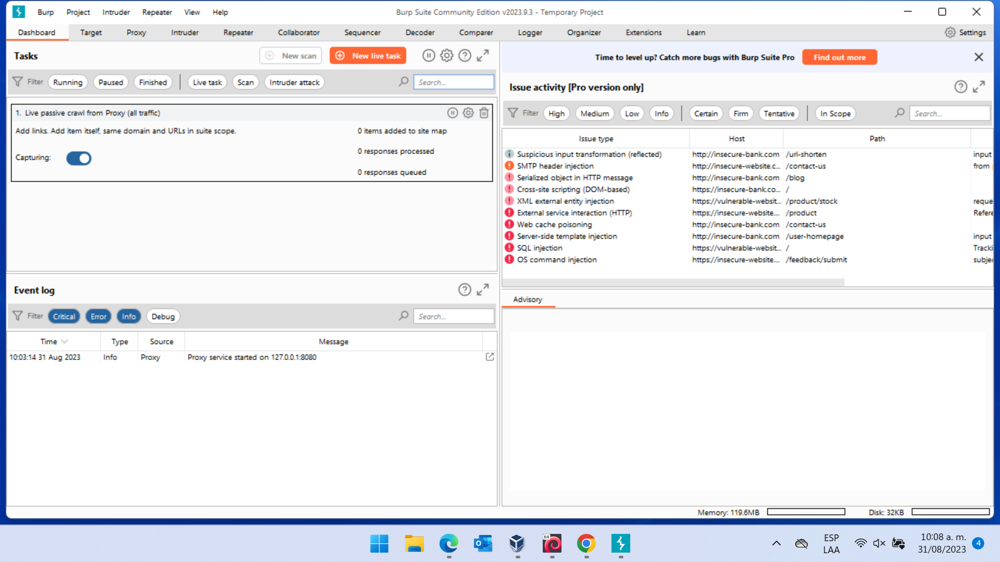 Burp Project Intruder Repeater View Help
Burp Suite Community Edition v2023.9.3 - Temporary Project
Dashboard Target Proxy Intruder Repeater Collaborator Sequencer Decoder Comparer Logger Organizer Extensions Learn Settings
Tasks
New scan
New live task
Filter Running Paused Finished Live task Scan Intruder attack Search...
1. Live passive crawl from Proxy (all traffic)
Add links. Add item itself, same domain and URLs in suite scope.
0 items added to site map
Capturing:
0 responses processed
0 responses queued
Event log
Filter Critical Error Info Debug Search...
Time Type Source Message
10:03:14 31 Aug 2023 Info Proxy Proxy service started on 127.0.0.1:8080
Time to level up? Catch more bugs with Burp Suite Pro Find out more
Issue activity [Pro version only]
Filter High Medium Low Info Certain Firm Tentative In Scope Search...
Issue type Host Path
Suspicious input transformation (reflected) http://insecure-bank.com /url-shorten input
SMTP header injection http://insecure-website.c... /contact-us from
Serialized object in HTTP message http://insecure-bank.com /blog
Cross-site scripting (DOM-based) https://insecure-bank.co... /
XML external entity injection https://vulnerable-websit... /product/stock reque
External service interaction (HTTP) https://insecure-website.... /product Refere
Web cache poisoning http://insecure-bank.com /contact-us
Server-side template injection http://insecure-bank.com /user-homepage input
SQL injection https://vulnerable-websit... / Tracki
OS command injection https://insecure-website.... /feedback/submit subje
Advisory
Memory: 119.6MB Disk: 32KB
64
ESP
LAA
10:08 a. m.
31/08/2023
4